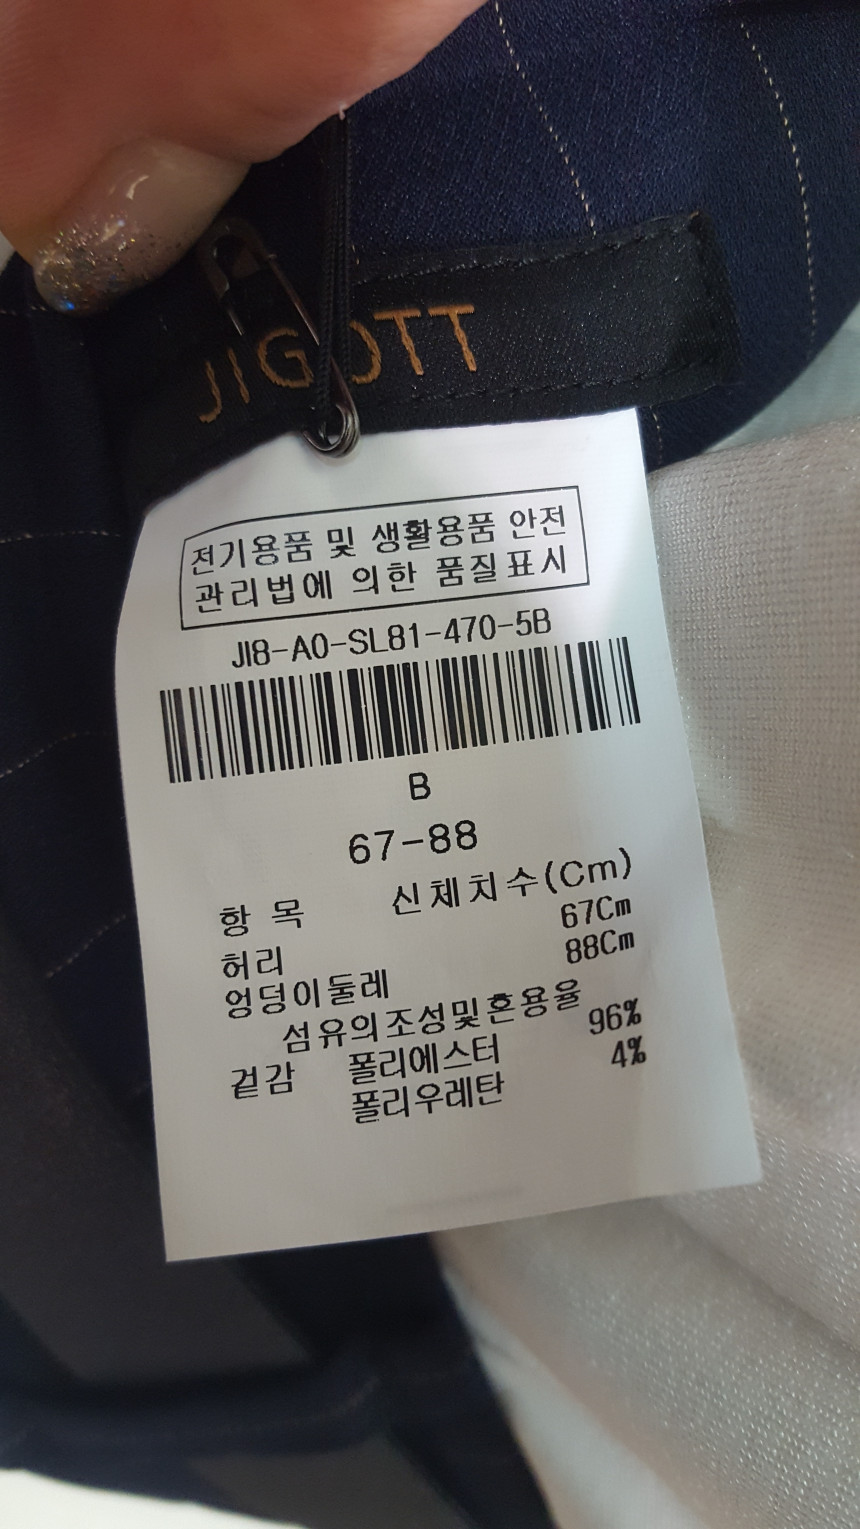 JIGOTT
전기용품 및 생활용품 안전
관리법에 의한 품질표시
JI8-A0-SL81-470-5B
B
67-88
항 목 신체치수(Cm)
허리 67Cm
엉덩이둘레 88Cm
섬유의조성및혼용율
겉감 폴리에스터 96%
폴리우레탄 4%